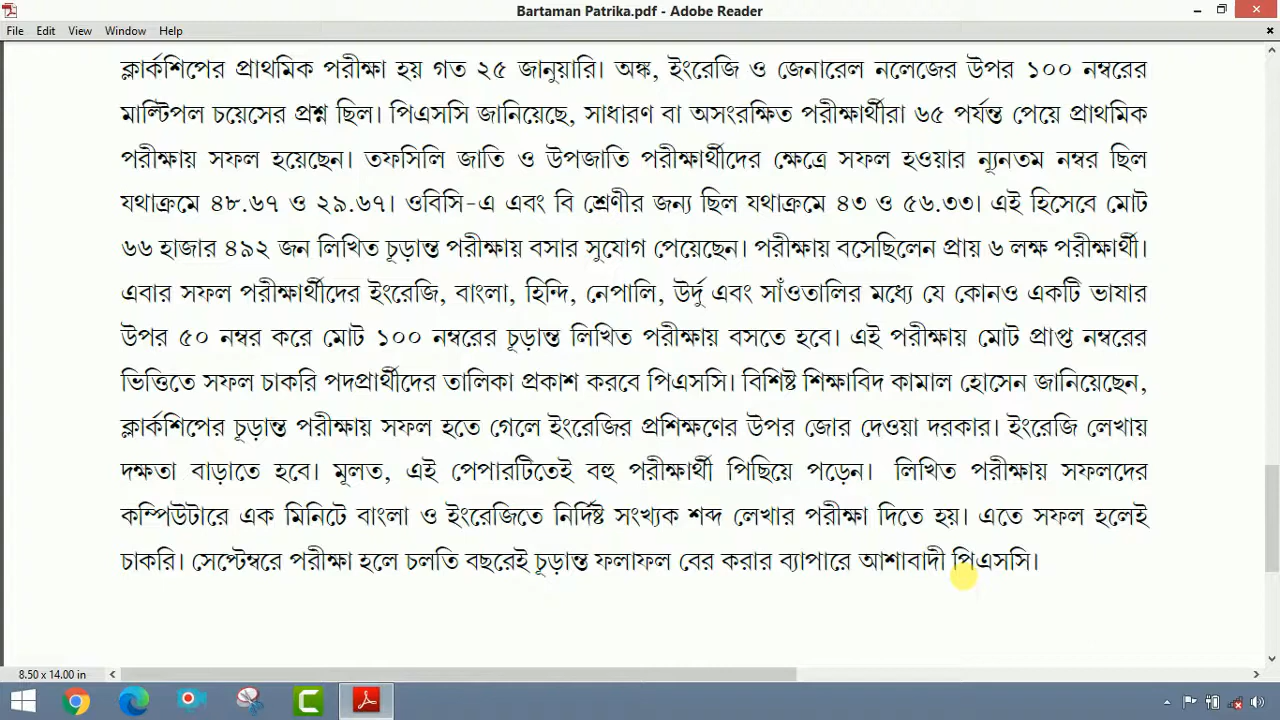 Bartaman Patrika.pdf - Adobe Reader
File Edit View Window Help
ক্লার্কশিপের প্রাথমিক পরীক্ষা হয় গত ২৫ জানুয়ারি। অঙ্ক, ইংরেজি ও জেনারেল নলেজের উপর ১০০ নম্বরের
মাল্টিপল চয়েসের প্রশ্ন ছিল। পিএসসি জানিয়েছে, সাধারণ বা অসংরক্ষিত পরীক্ষার্থীরা ৬৫ পর্যন্ত পেয়ে প্রাথমিক
পরীক্ষায় সফল হয়েছেন। তফসিলি জাতি ও উপজাতি পরীক্ষার্থীদের ক্ষেত্রে সফল হওয়ার ন্যূনতম নম্বর ছিল
যথাক্রমে ৪৮.৬৭ ও ২৯.৬৭। ওবিসি-এ এবং বি শ্রেণীর জন্য ছিল যথাক্রমে ৪৩ ও ৫৬.৩৩। এই হিসেবে মোট
৬৬ হাজার ৪৯২ জন লিখিত চূড়ান্ত পরীক্ষায় বসার সুযোগ পেয়েছেন। পরীক্ষায় বসেছিলেন প্রায় ৬ লক্ষ পরীক্ষার্থী।
এবার সফল পরীক্ষার্থীদের ইংরেজি, বাংলা, হিন্দি, নেপালি, উর্দু এবং সাঁওতালির মধ্যে যে কোনও একটি ভাষার
উপর ৫০ নম্বর করে মোট ১০০ নম্বরের চূড়ান্ত লিখিত পরীক্ষায় বসতে হবে। এই পরীক্ষায় মোট প্রাপ্ত নম্বরের
ভিত্তিতে সফল চাকরি পদপ্রার্থীদের তালিকা প্রকাশ করবে পিএসসি। বিশিষ্ট শিক্ষাবিদ কামাল হোসেন জানিয়েছেন,
ক্লার্কশিপের চূড়ান্ত পরীক্ষায় সফল হতে গেলে ইংরেজির প্রশিক্ষণের উপর জোর দেওয়া দরকার। ইংরেজি লেখায়
দক্ষতা বাড়াতে হবে। মূলত, এই পেপারটিতেই বহু পরীক্ষার্থী পিছিয়ে পড়েন। লিখিত পরীক্ষায় সফলদের
কম্পিউটারে এক মিনিটে বাংলা ও ইংরেজিতে নির্দিষ্ট সংখ্যক শব্দ লেখার পরীক্ষা দিতে হয়। এতে সফল হলেই
চাকরি। সেপ্টেম্বরে পরীক্ষা হলে চলতি বছরেই চূড়ান্ত ফলাফল বের করার ব্যাপারে আশাবাদী পিএসসি।
8.50 x 14.00 in